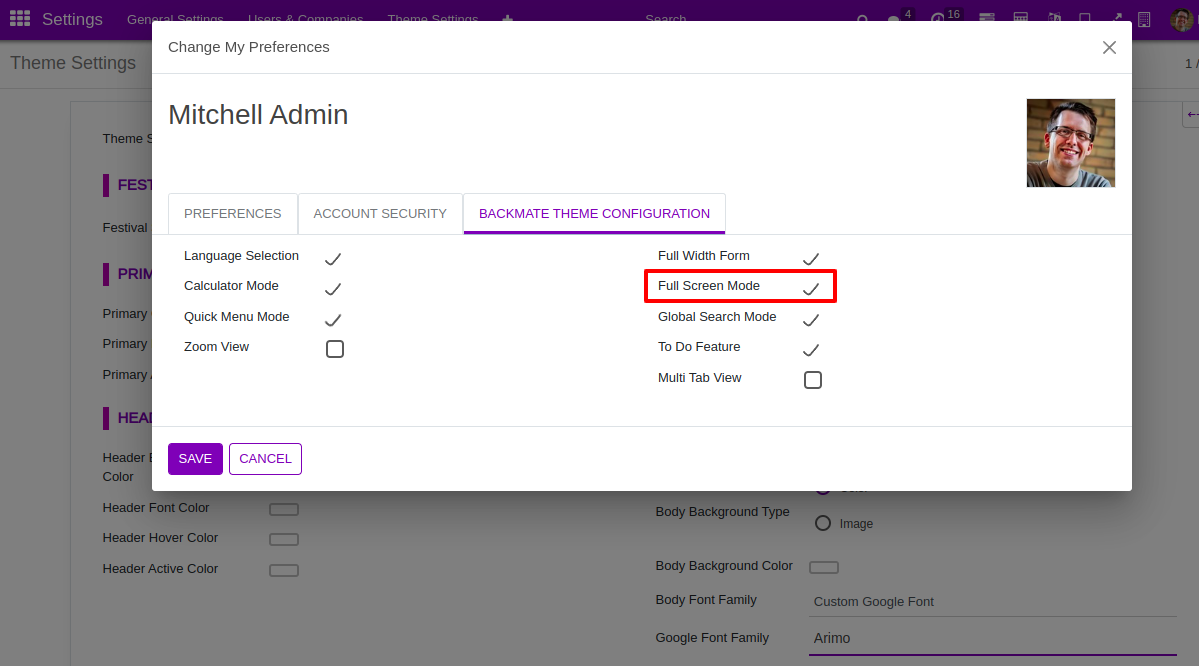 Settings General Settings Users & Companies Theme Settings Search 4 16
Change My Preferences
Theme Settings
1 /
Mitchell Admin
Theme S
FEST
PREFERENCES ACCOUNT SECURITY BACKMATE THEME CONFIGURATION
Festival
Language Selection Full Width Form
PRIM
Calculator Mode Full Screen Mode
Primary
Quick Menu Mode Global Search Mode
Primary
Zoom View To Do Feature
Primary
Multi Tab View
HEAD
Header
SAVE CANCEL
Color
Header Font Color Body Background Type
Image
Header Hover Color
Header Active Color Body Background Color
Body Font Family Custom Google Font
Google Font Family Arimo